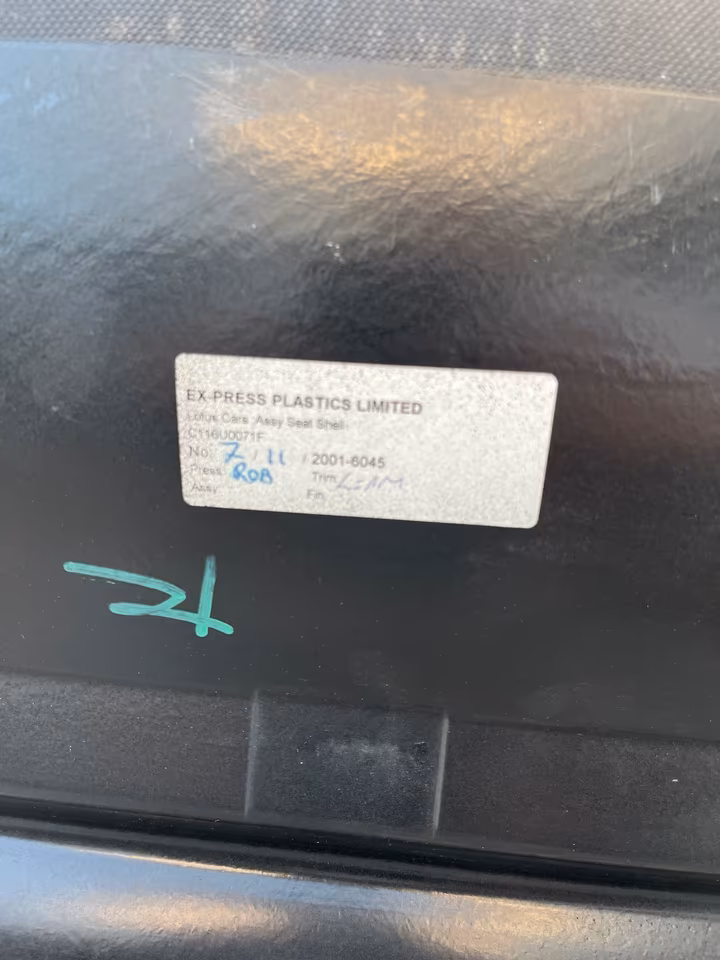 EX-PRESS PLASTICS LIMITED
Lotus Cars Assy Seat Shell
C116U0071F
No: 7 / 11 / 2001-6045
Press ROB Trim LIAM
Assy Fin